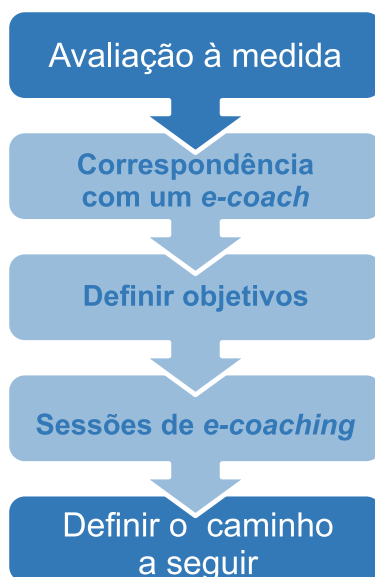 Avaliação à medida
Correspondência
com um e-coach
Definir objetivos
Sessões de e-coaching
Definir o caminho
a seguir